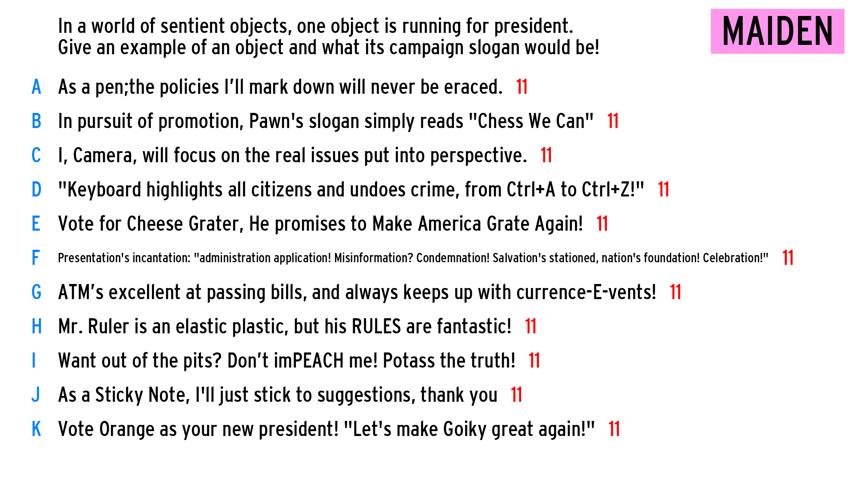 In a world of sentient objects, one object is running for president.
Give an example of an object and what its campaign slogan would be!
MAIDEN
A As a pen;the policies I'll mark down will never be eraced. 11
B In pursuit of promotion, Pawn's slogan simply reads "Chess We Can" 11
C I, Camera, will focus on the real issues put into perspective. 11
D "Keyboard highlights all citizens and undoes crime, from Ctrl+A to Ctrl+Z!" 11
E Vote for Cheese Grater, He promises to Make America Grate Again! 11
F Presentation's incantation: "administration application! Misinformation? Condemnation! Salvation's stationed, nation's foundation! Celebration!" 11
G ATM's excellent at passing bills, and always keeps up with currence-E-vents! 11
H Mr. Ruler is an elastic plastic, but his RULES are fantastic! 11
I Want out of the pits? Don't imPEACH me! Potass the truth! 11
J As a Sticky Note, I'll just stick to suggestions, thank you 11
K Vote Orange as your new president! "Let's make Goiky great again!" 11